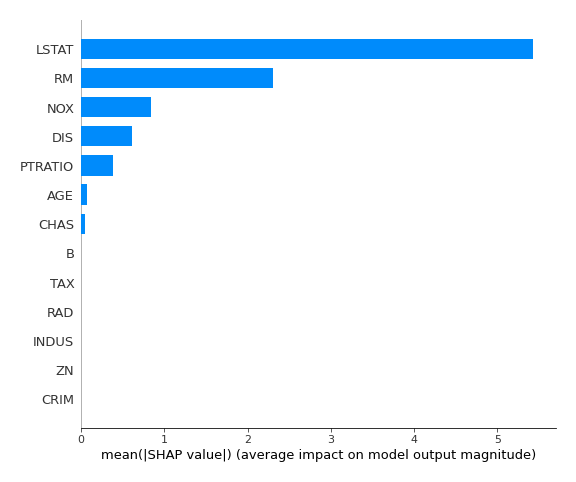 LSTAT
RM
NOX
DIS
PTRATIO
AGE
CHAS
B
TAX
RAD
INDUS
ZN
CRIM
0 1 2 3 4 5
mean(|SHAP value|) (average impact on model output magnitude)